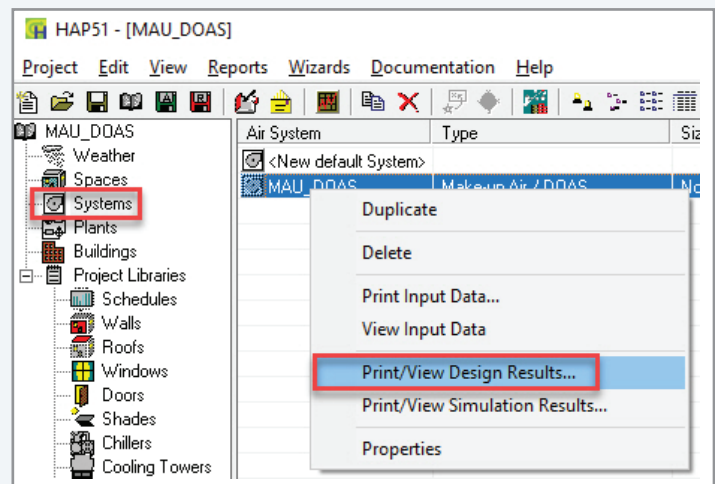 HAP51 - [MAU_DOAS]
Project Edit View Reports Wizards Documentation Help
MAU_DOAS
Weather
Spaces
Systems
Plants
Buildings
Project Libraries
Schedules
Walls
Roofs
Windows
Doors
Shades
Chillers
Cooling Towers
Air System Type Siz
<New default System>
MAU_DOAS Make-up Air / DOAS No
Duplicate
Delete
Print Input Data...
View Input Data
Print/View Design Results...
Print/View Simulation Results...
Properties